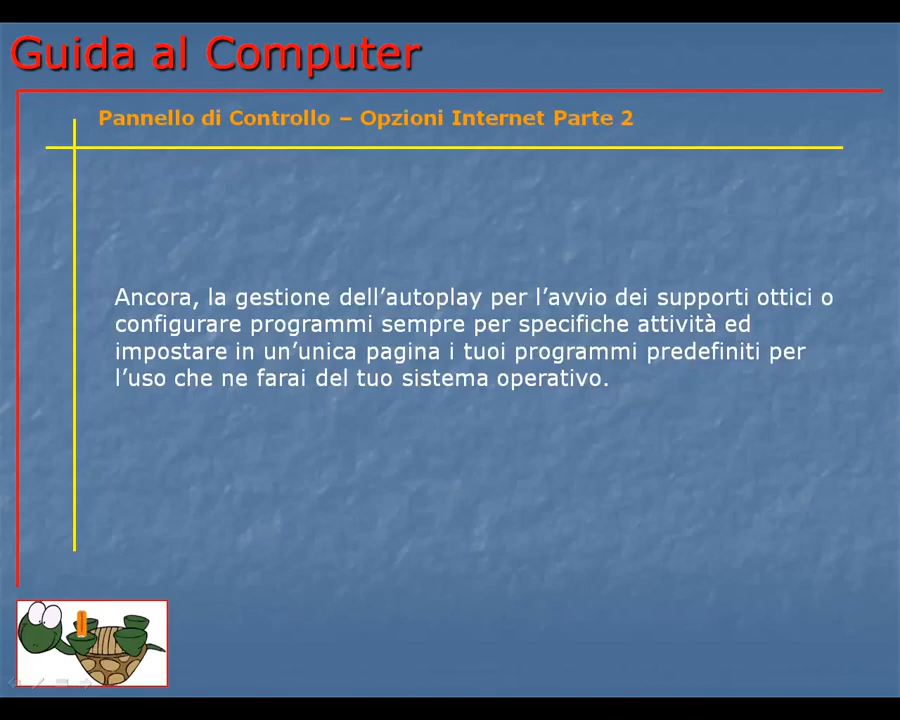 Guida al Computer
Pannello di Controllo – Opzioni Internet Parte 2
Ancora, la gestione dell’autoplay per l’avvio dei supporti ottici o
configurare programmi sempre per specifiche attività ed
impostare in un’unica pagina i tuoi programmi predefiniti per
l’uso che ne farai del tuo sistema operativo.